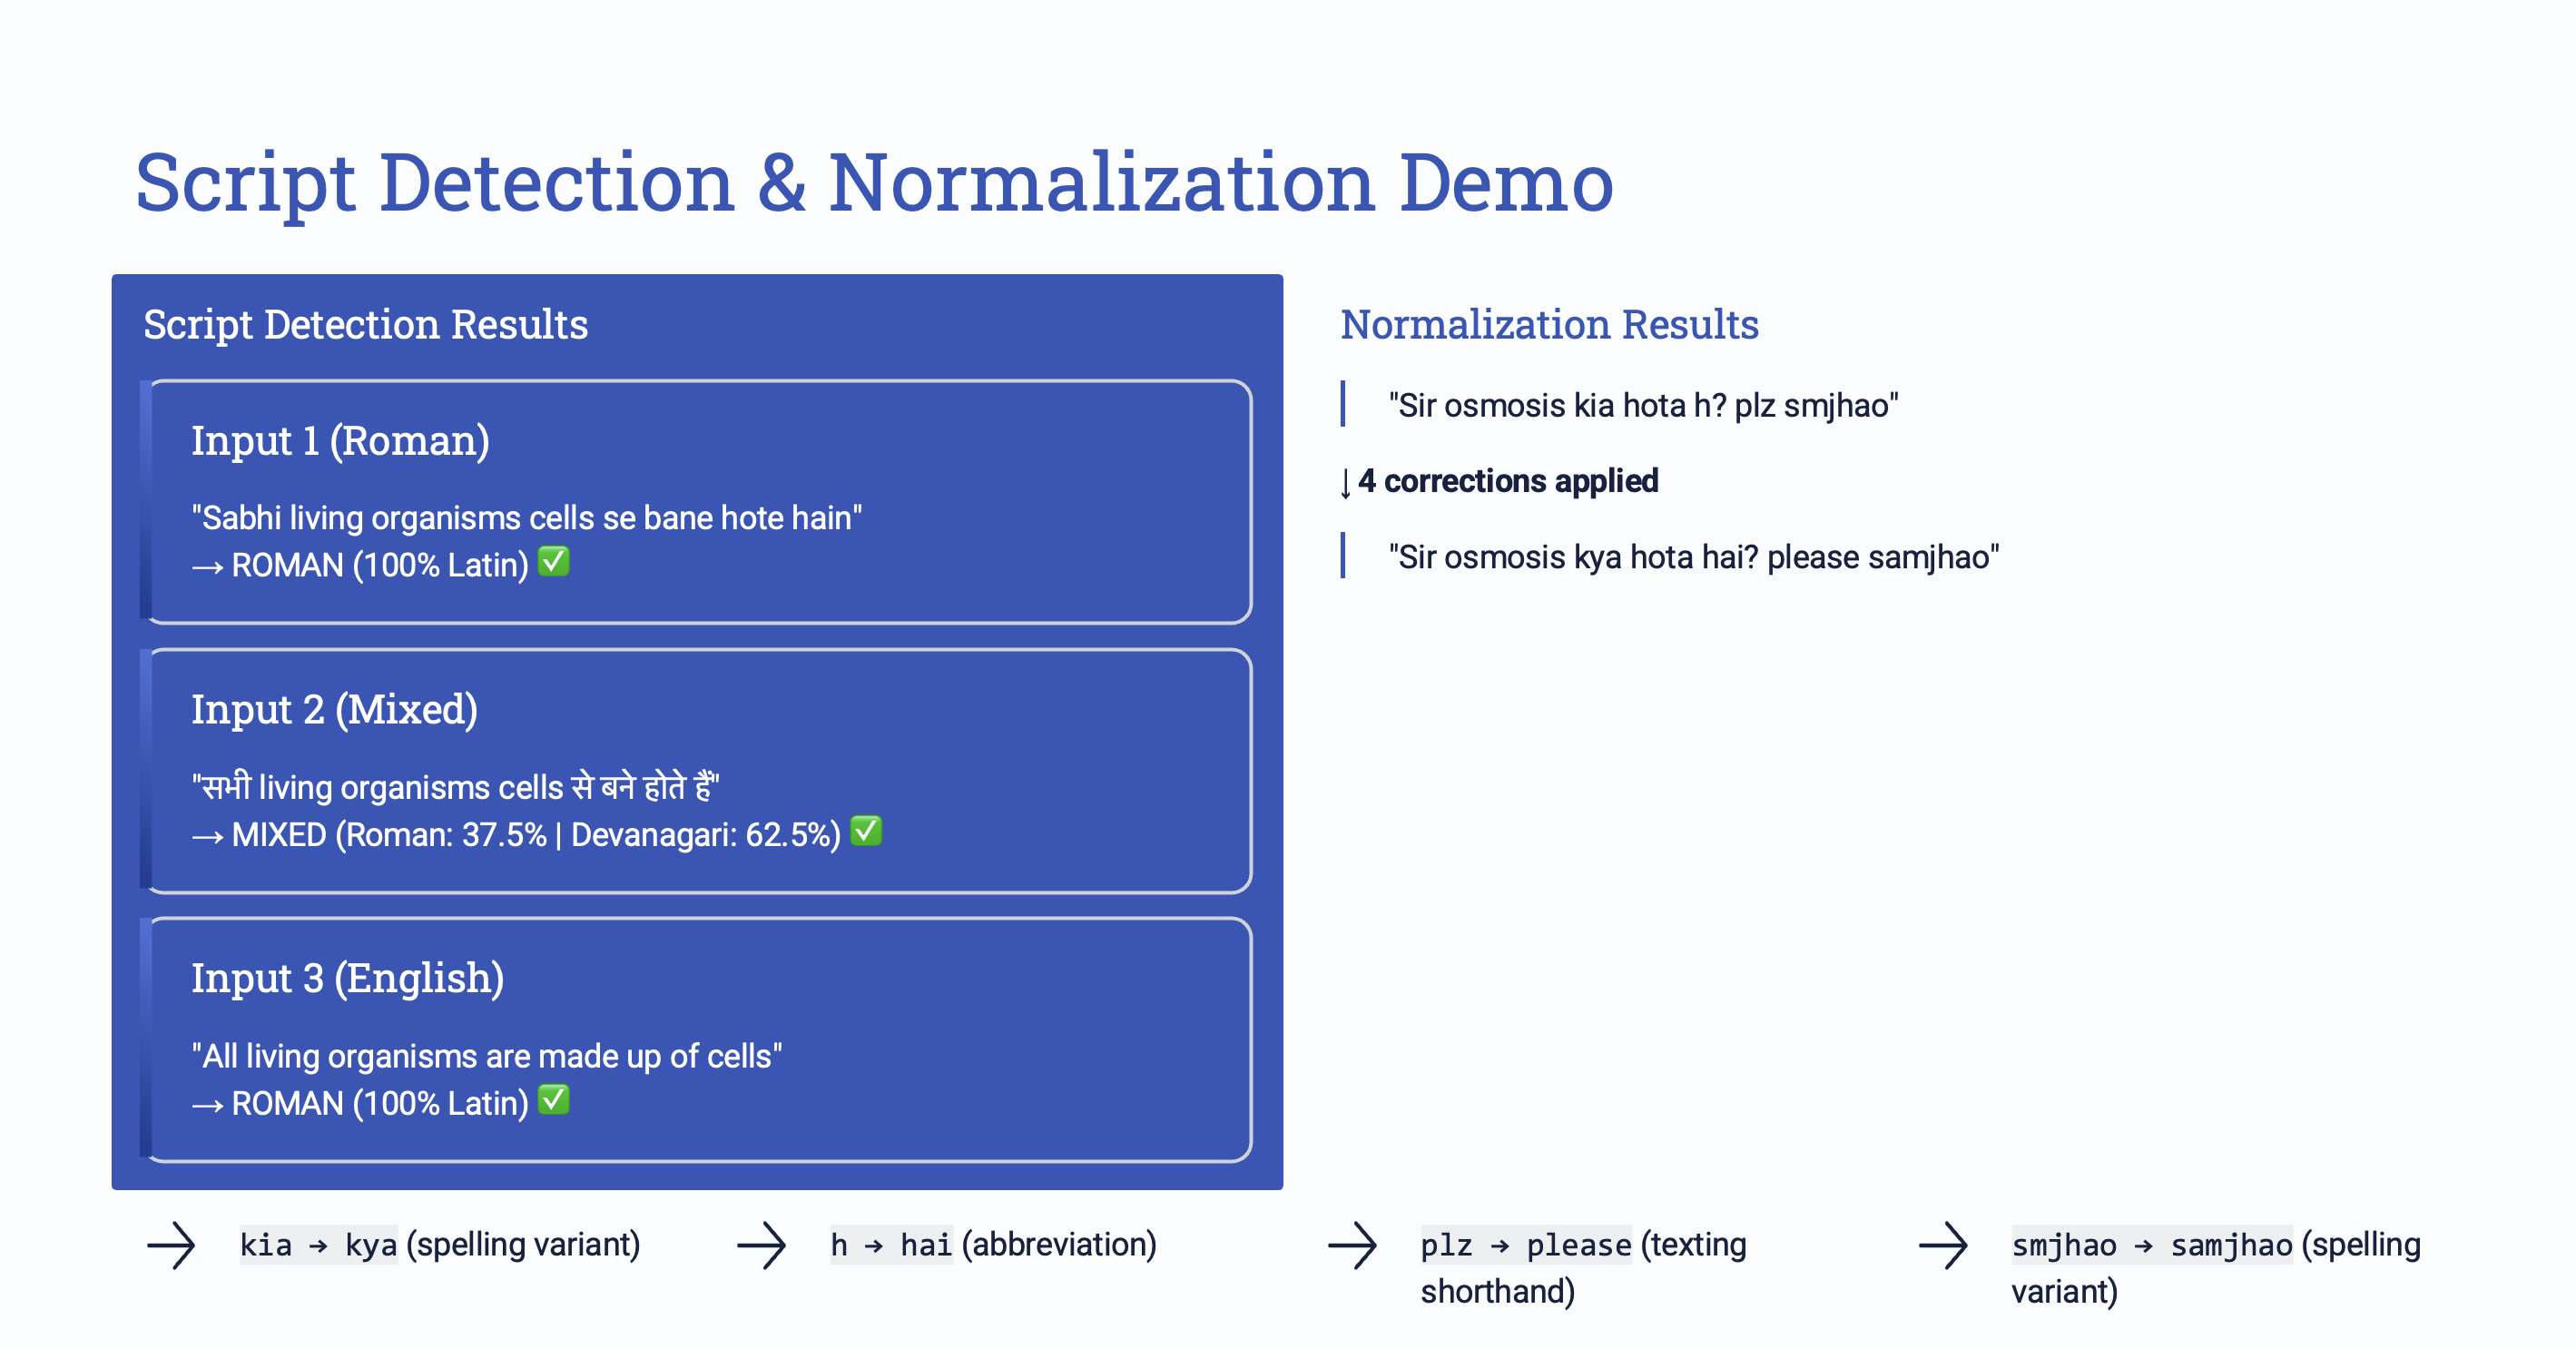 Script Detection & Normalization Demo
Script Detection Results
Input 1 (Roman)
"Sabhi living organisms cells se bane hote hain"
→ ROMAN (100% Latin) ✅
Input 2 (Mixed)
"सभी living organisms cells से बने होते हैं"
→ MIXED (Roman: 37.5% | Devanagari: 62.5%) ✅
Input 3 (English)
"All living organisms are made up of cells"
→ ROMAN (100% Latin) ✅
Normalization Results
"Sir osmosis kia hota h? plz smjhao"
↓ 4 corrections applied
"Sir osmosis kya hota hai? please samjhao"
→ kia → kya (spelling variant)
→ h → hai (abbreviation)
→ plz → please (texting
shorthand)
→ smjhao → samjhao (spelling
variant)